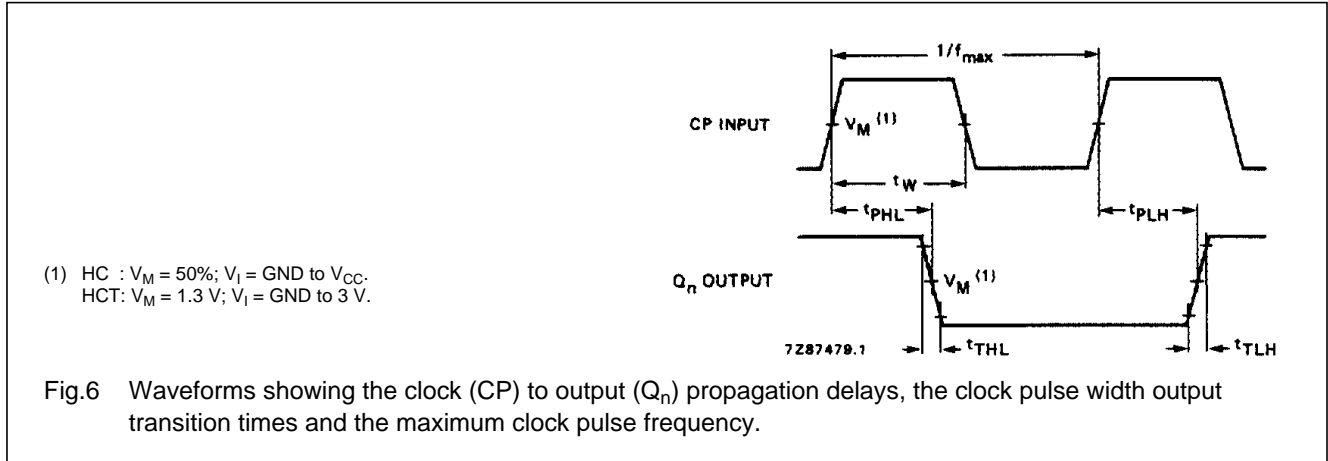 1/fmax
CP INPUT
VM (1)
tW
tPHL
tPLH
(1) HC : VM = 50%; VI = GND to VCC.
HCT: VM = 1.3 V; VI = GND to 3 V.
Qn OUTPUT
VM (1)
7Z87479.1
tTHL
tTLH
Fig.6 Waveforms showing the clock (CP) to output (Qn) propagation delays, the clock pulse width output
transition times and the maximum clock pulse frequency.